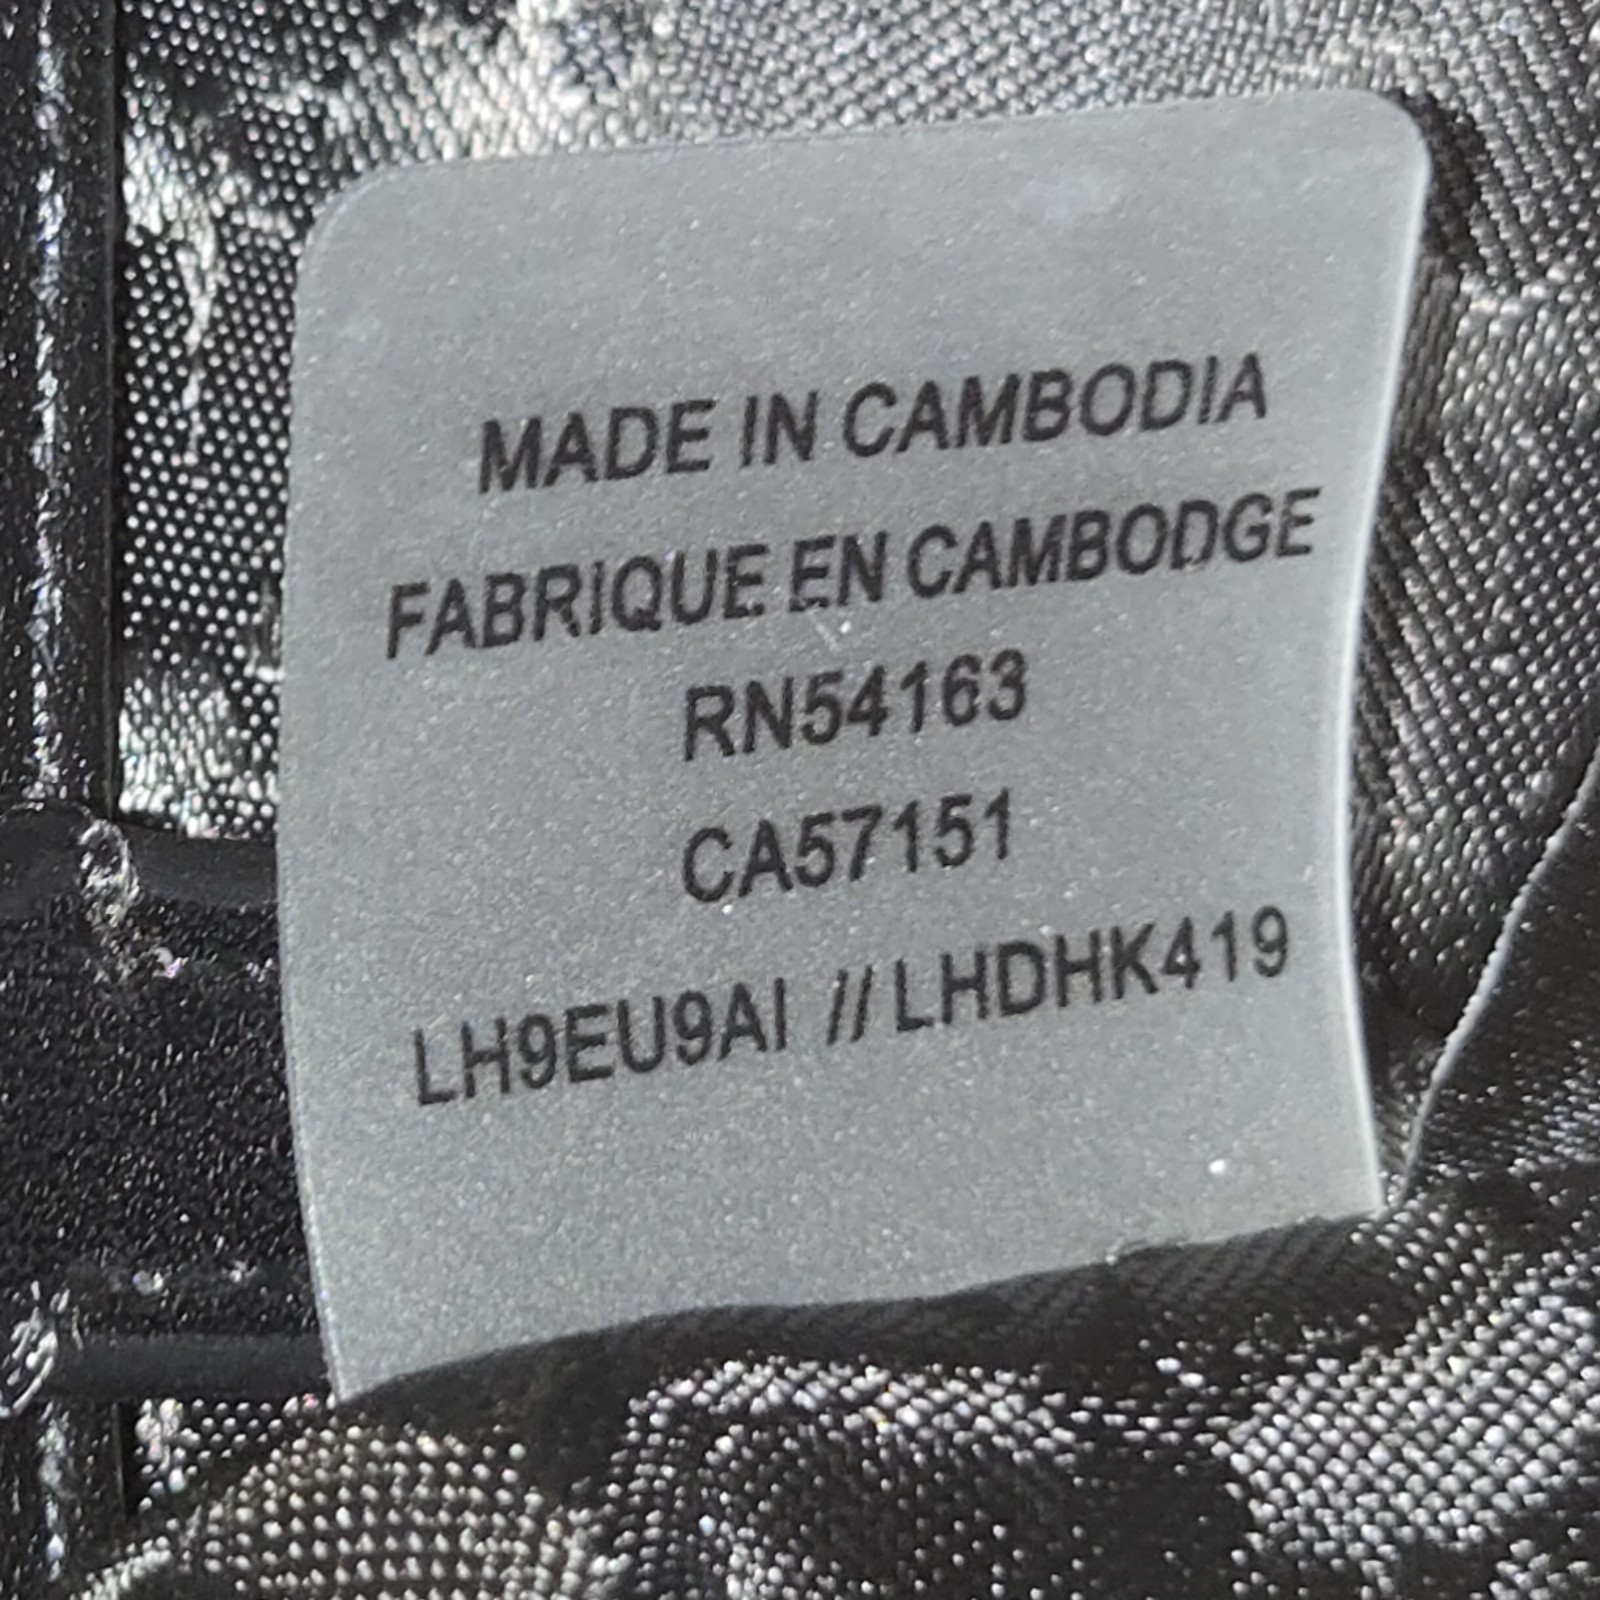 MADE IN CAMBODIA
FABRIQUE EN CAMBODGE
RN54163
CA57151
LH9EU9AI // LHDHK419